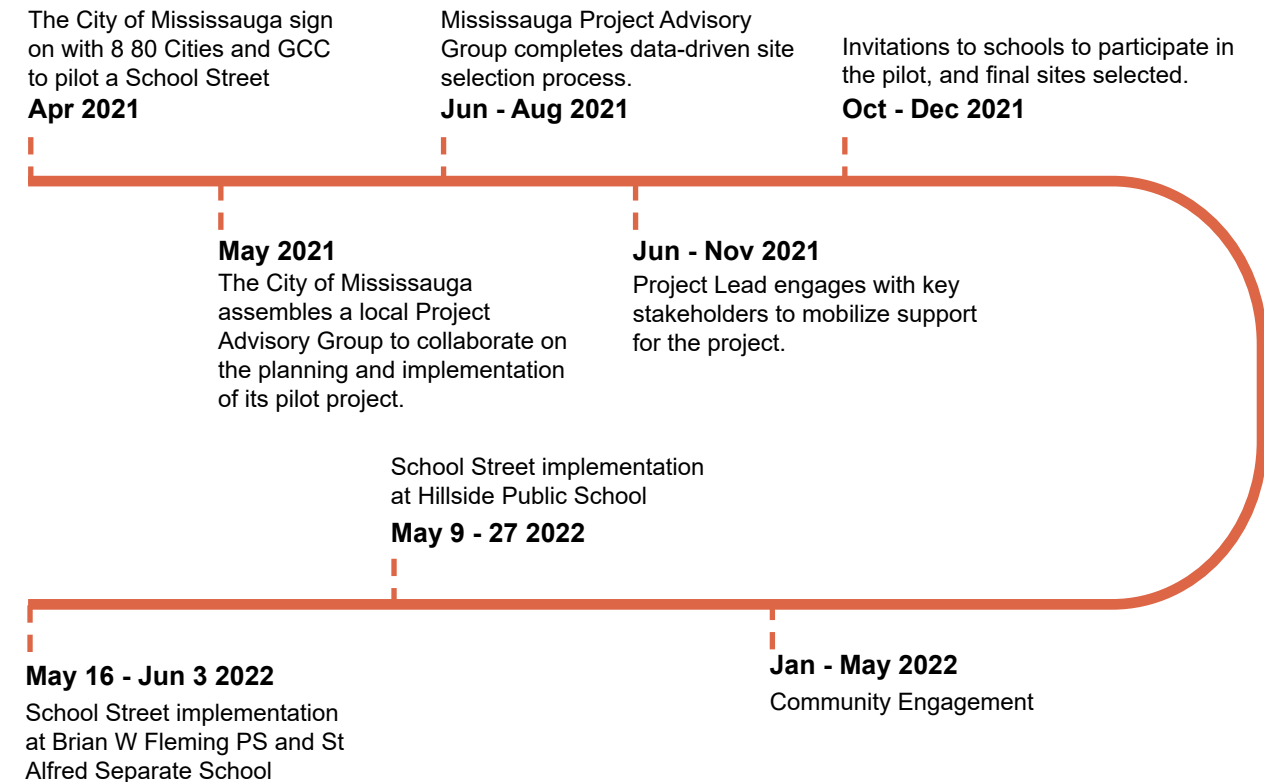 The City of Mississauga sign
on with 8 80 Cities and GCC
to pilot a School Street
Apr 2021
May 2021
The City of Mississauga
assembles a local Project
Advisory Group to collaborate on
the planning and implementation
of its pilot project.
Mississauga Project Advisory
Group completes data-driven site
selection process.
Jun - Aug 2021
Jun - Nov 2021
Project Lead engages with key
stakeholders to mobilize support
for the project.
Invitations to schools to participate in
the pilot, and final sites selected.
Oct - Dec 2021
Jan - May 2022
Community Engagement
School Street implementation
at Hillside Public School
May 9 - 27 2022
May 16 - Jun 3 2022
School Street implementation
at Brian W Fleming PS and St
Alfred Separate School